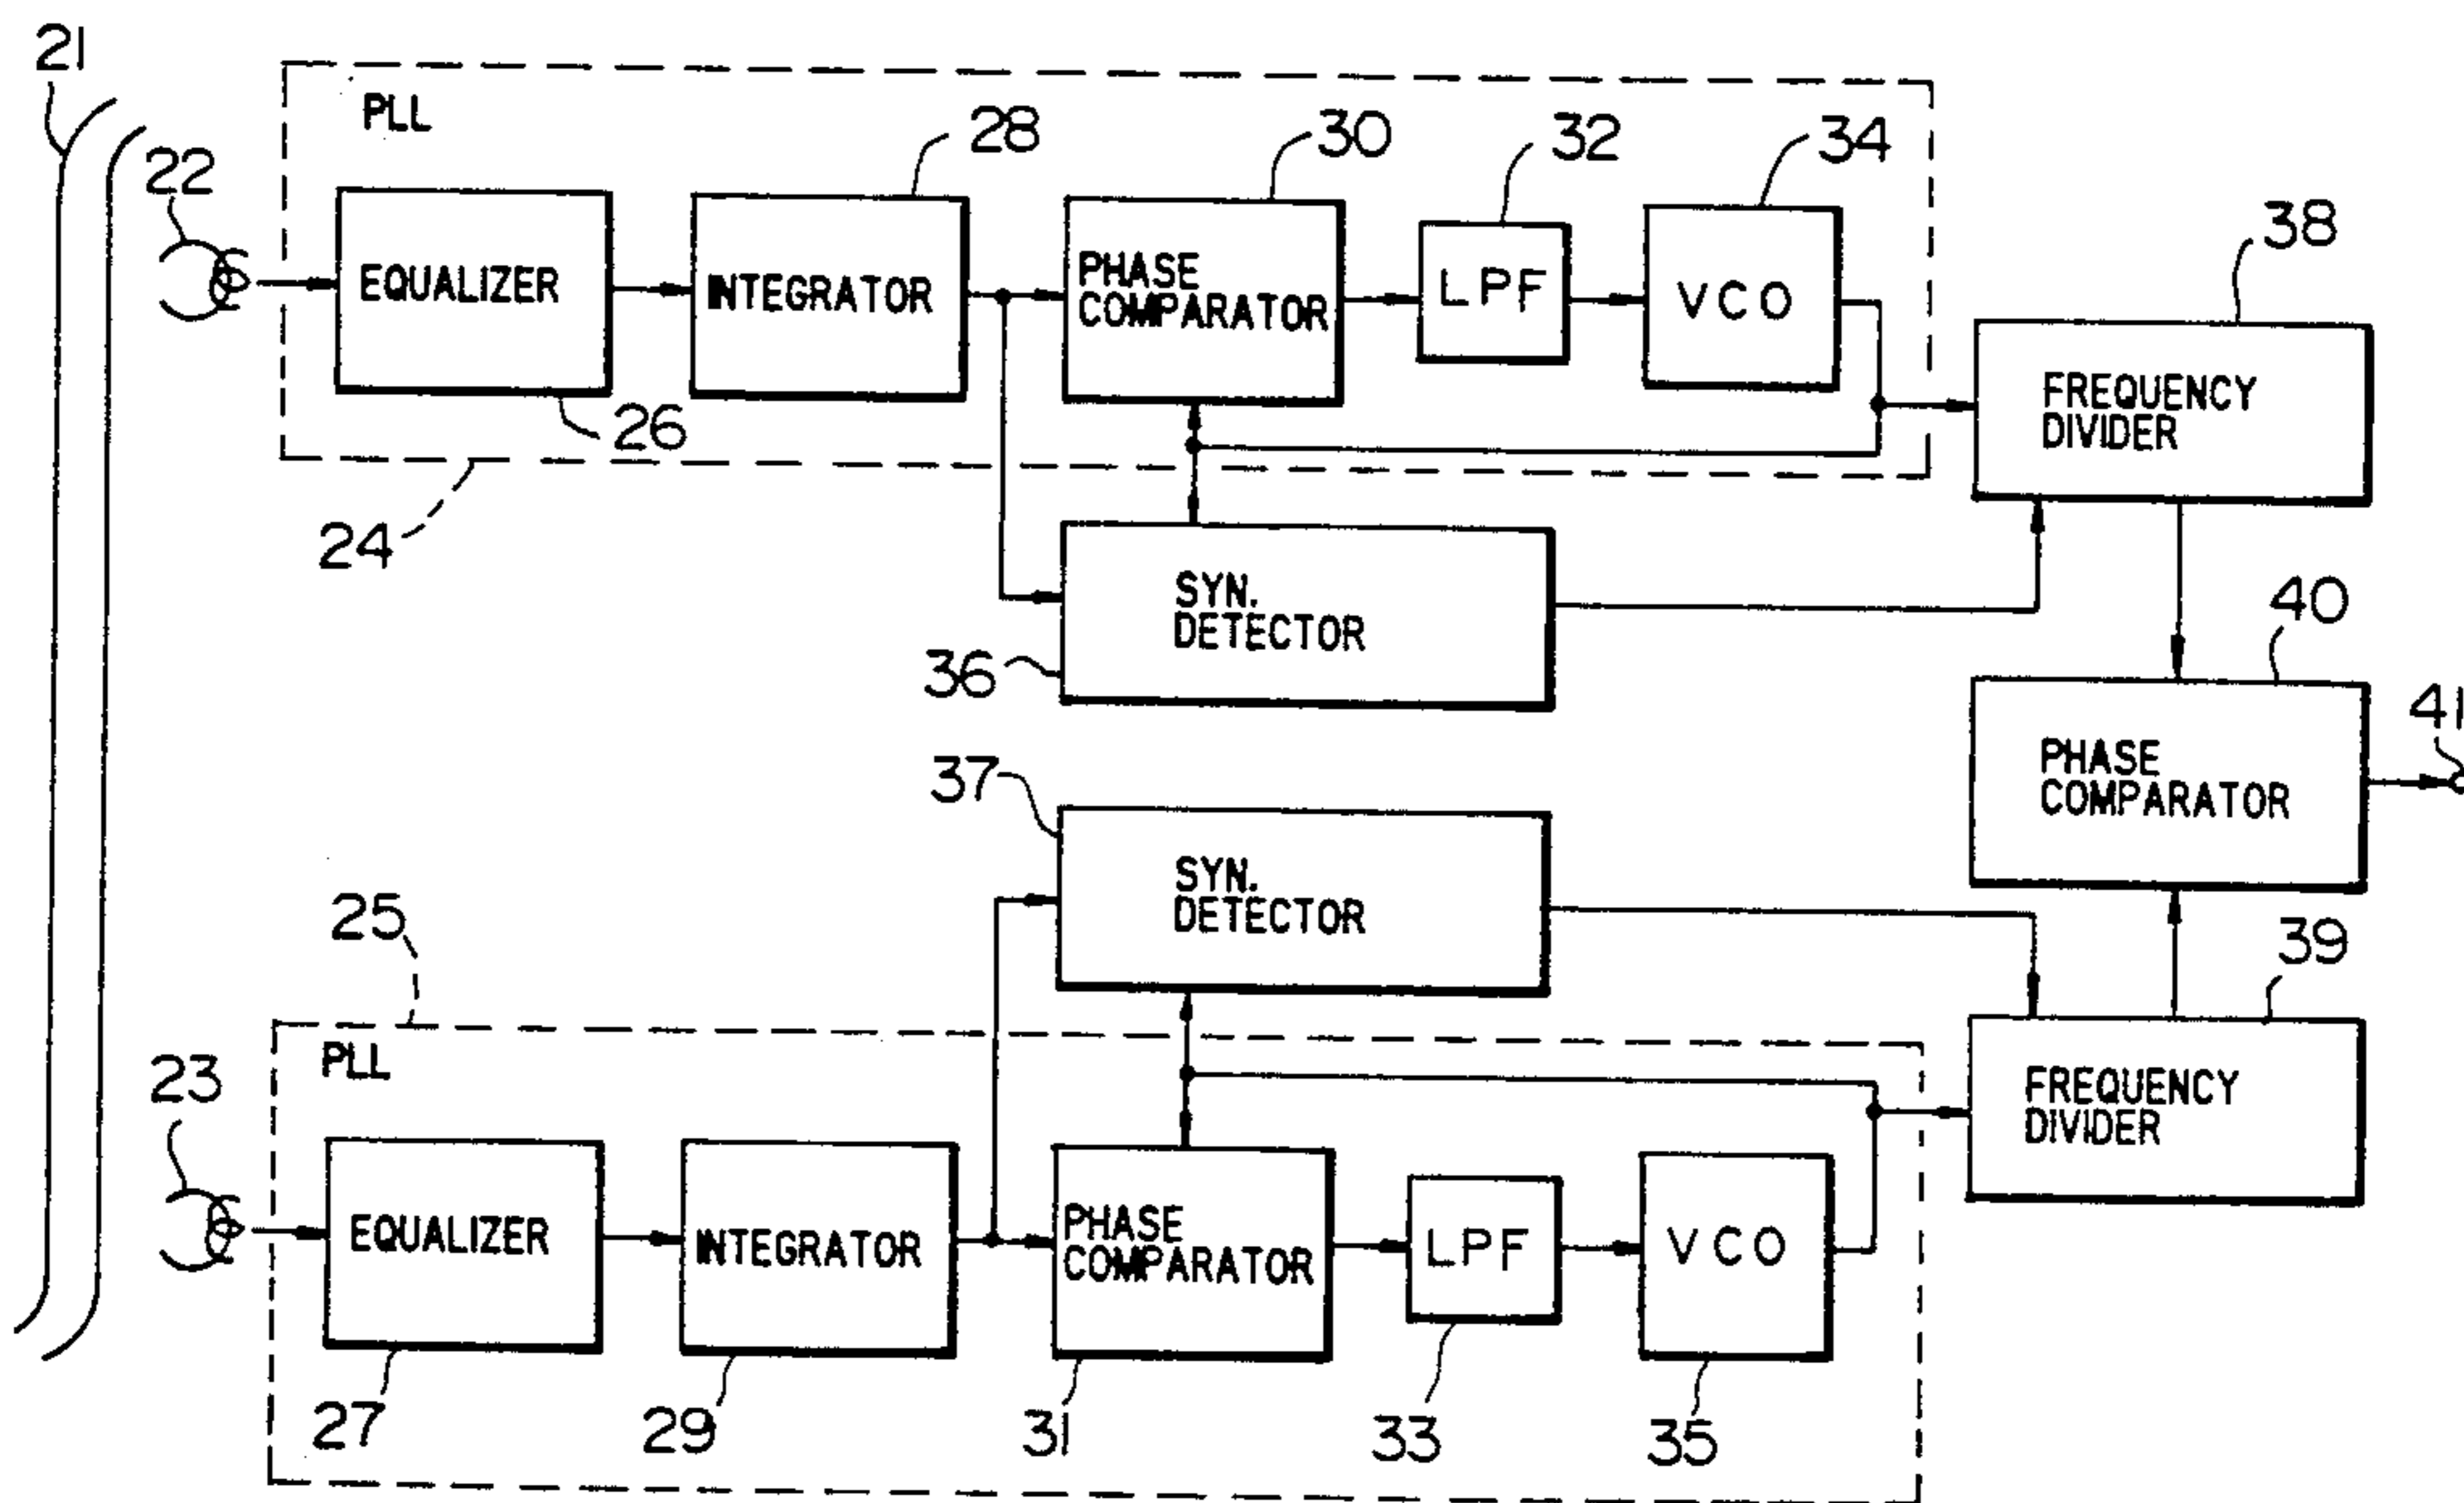 21
PLL
28
30
32
34
22
38
EQUALIZER
INTEGRATOR
PHASE
COMPARATOR
LPF
VCO
FREQUENCY
DIVIDER
26
24
SYN.
DETECTOR
40
36
41
PHASE
COMPARATOR
37
SYN.
DETECTOR
25
39
PLL
23
FREQUENCY
DIVIDER
EQUALIZER
INTEGRATOR
PHASE
COMPARATOR
LPF
VCO
27
29
31
33
35